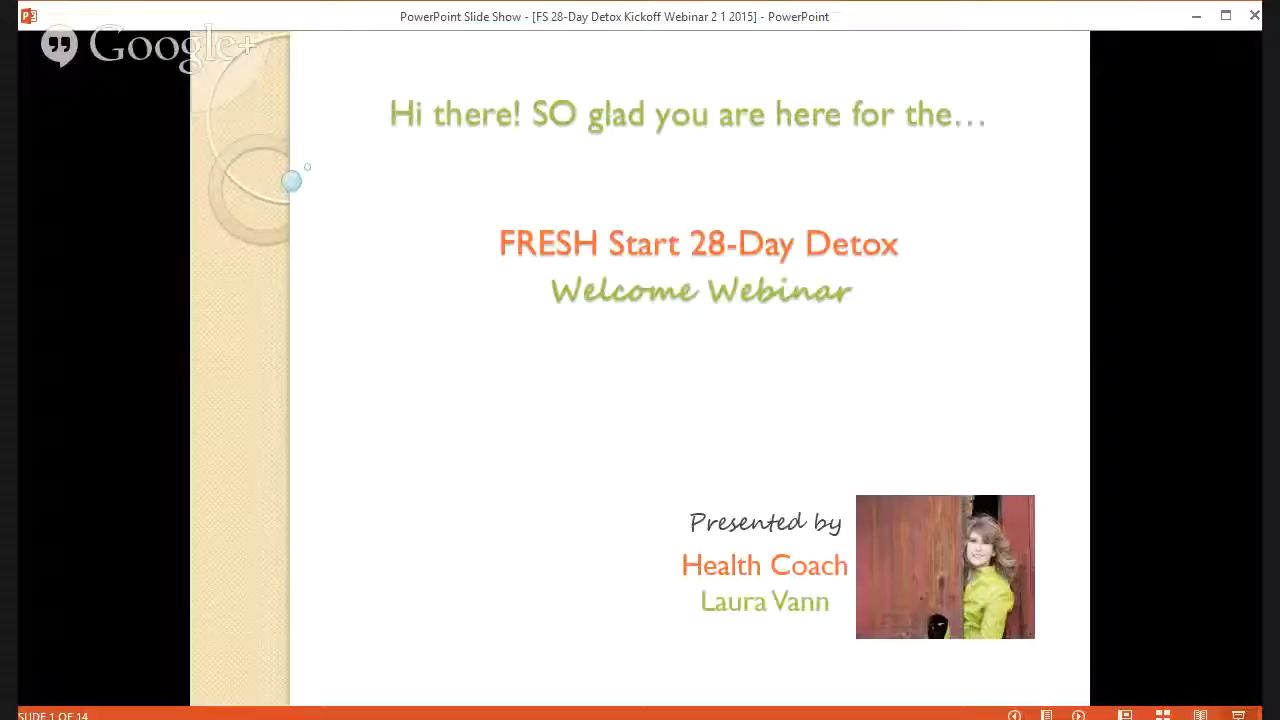 PowerPoint Slide Show - [FS 28-Day Detox Kickoff Webinar 2 1 2015] - PowerPoint
Google+
Hi there! SO glad you are here for the…
FRESH Start 28-Day Detox
Welcome Webinar
Presented by
Health Coach
Laura Vann
SLIDE 1 OF 14